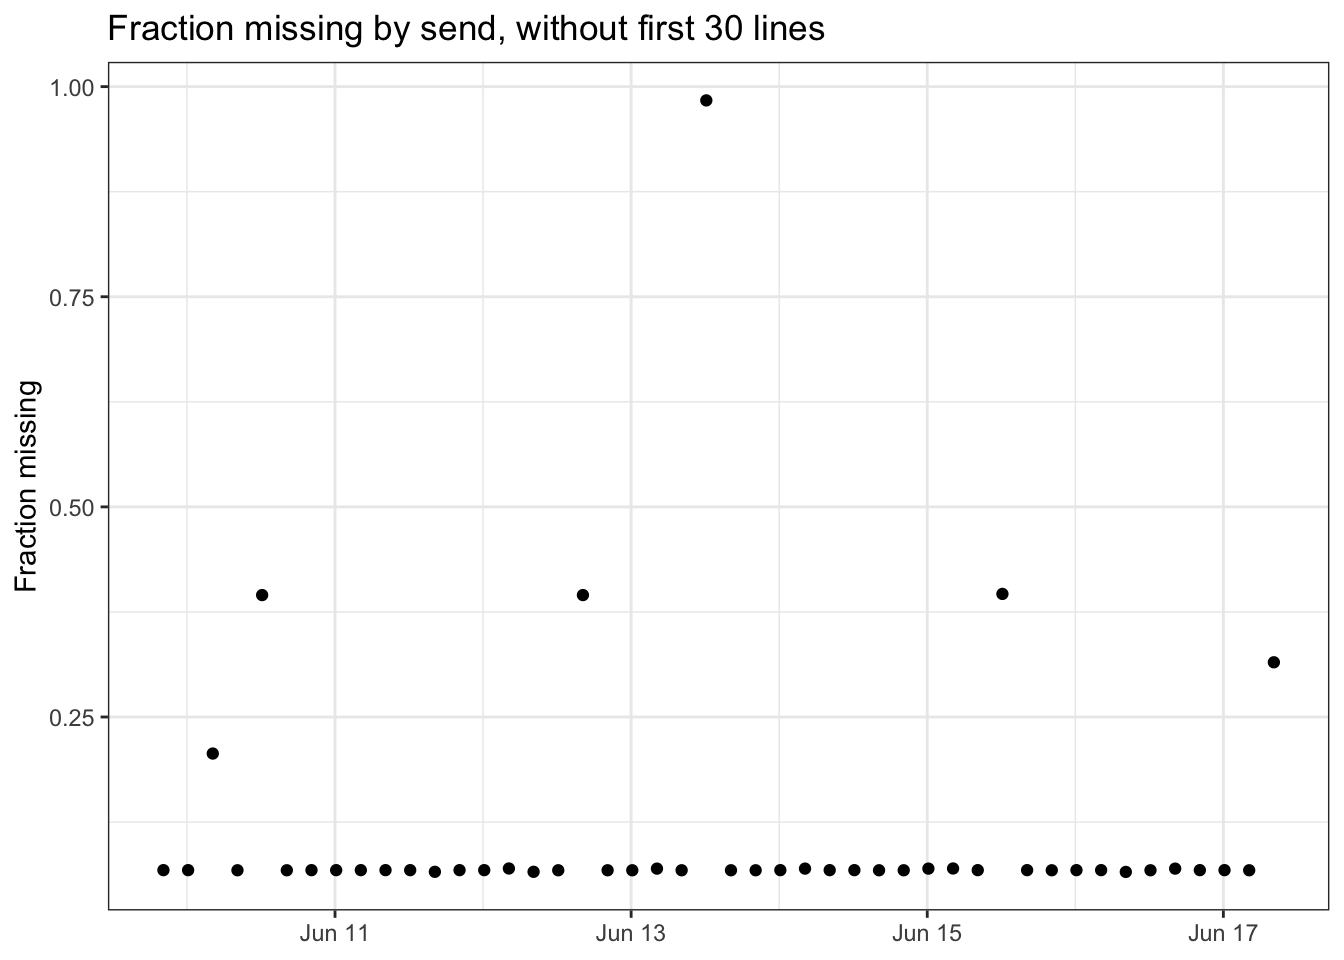 Fraction missing by send, without first 30 lines
1.00
0.75
0.50
0.25
Fraction missing
Jun 11
Jun 13
Jun 15
Jun 17